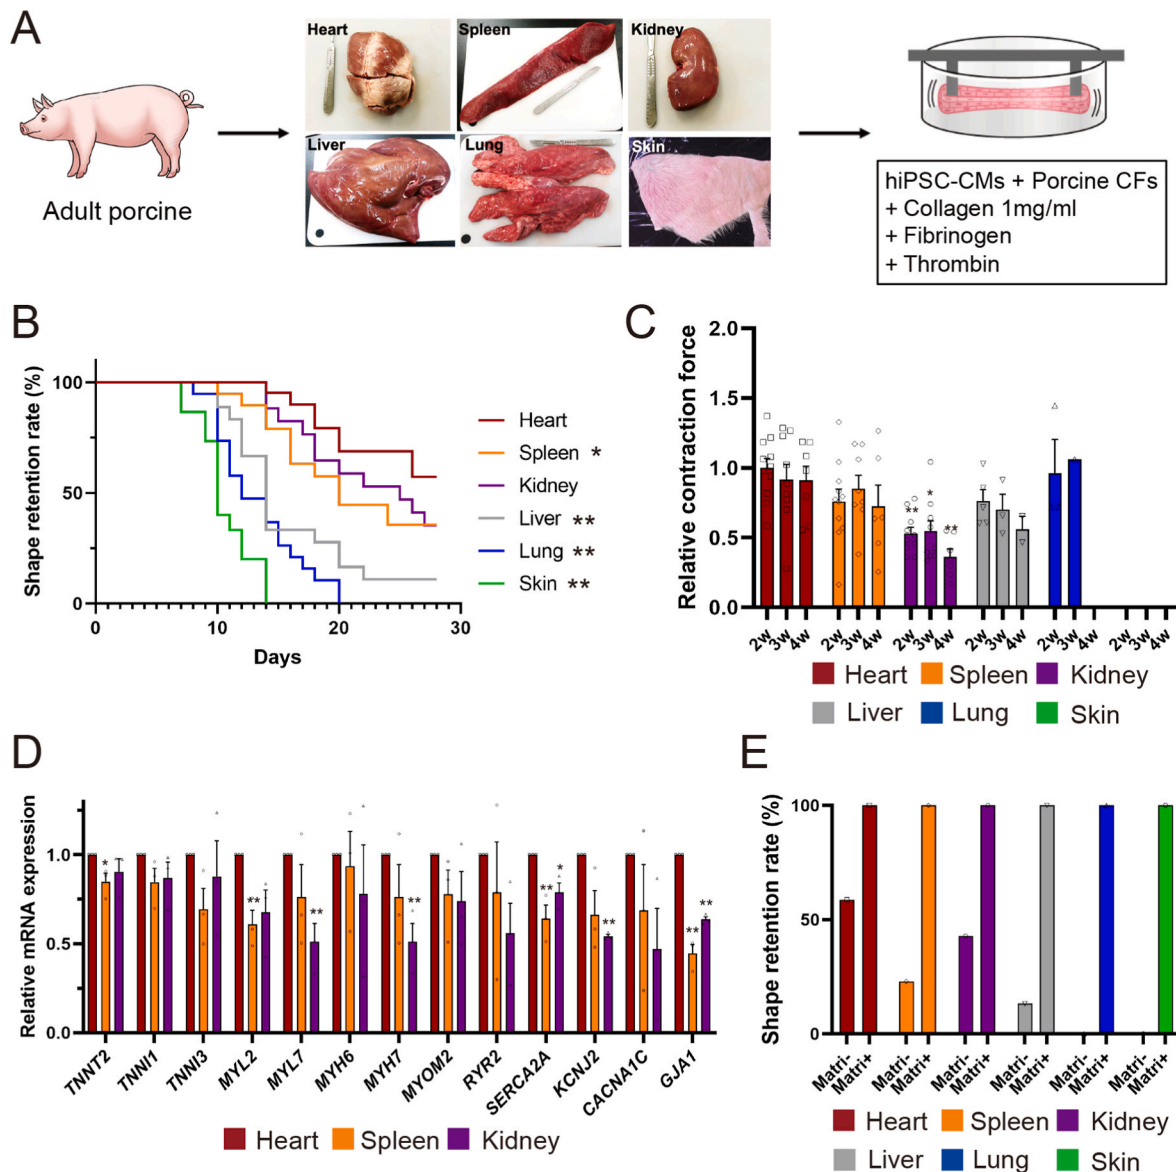 A
Adult porcine
Heart
Spleen
Kidney
Liver
Lung
Skin
hiPSC-CMs + Porcine CFs
+ Collagen 1mg/ml
+ Fibrinogen
+ Thrombin
B
Shape retention rate (%)
100
50
0
0 10 20 30
Days
Heart
Spleen *
Kidney
Liver **
Lung **
Skin **
C
Relative contraction force
2.0
1.5
1.0
0.5
0.0
** * **
2w 3w 4w 2w 3w 4w 2w 3w 4w 2w 3w 4w 2w 3w 4w 2w 3w 4w
Heart Spleen Kidney
Liver Lung Skin
D
Relative mRNA expression
1.0
0.5
0.0
* ** ** ** ** * ** ** **
TNNT2 TNNI1 TNNI3 MYL2 MYL7 MYH6 MYH7 MYOM2 RYR2 SERCA2A KCNJ2 CACNA1C GJA1
Heart Spleen Kidney
E
Shape retention rate (%)
100
50
0
Matri- Matri+ Matri- Matri+ Matri- Matri+ Matri- Matri+ Matri- Matri+ Matri- Matri+
Heart Spleen Kidney
Liver Lung Skin